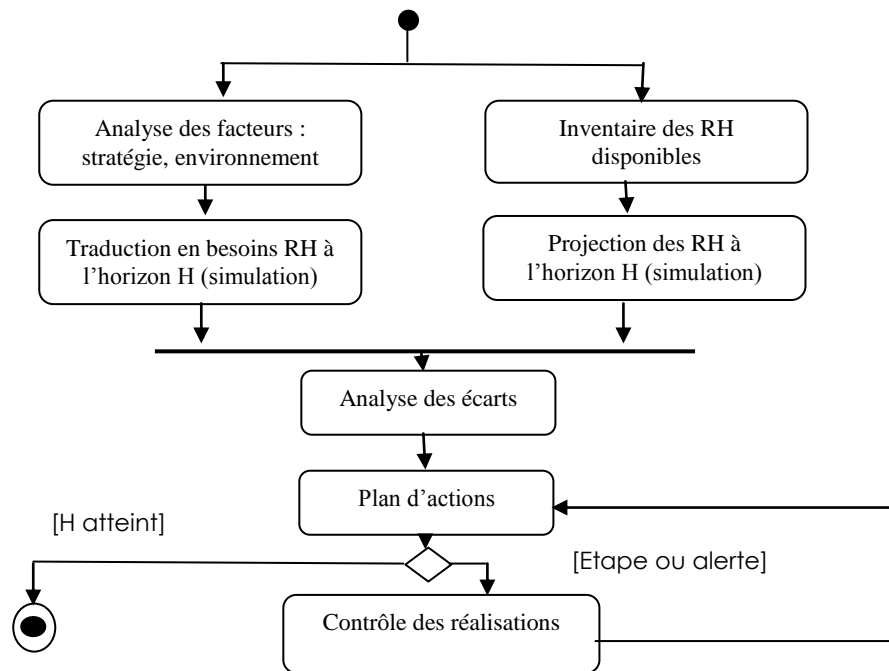 Analyse des facteurs :
stratégie, environnement
Inventaire des RH
disponibles
Traduction en besoins RH à
l’horizon H (simulation)
Projection des RH à
l’horizon H (simulation)
Analyse des écarts
Plan d’actions
[H atteint]
[Etape ou alerte]
Contrôle des réalisations